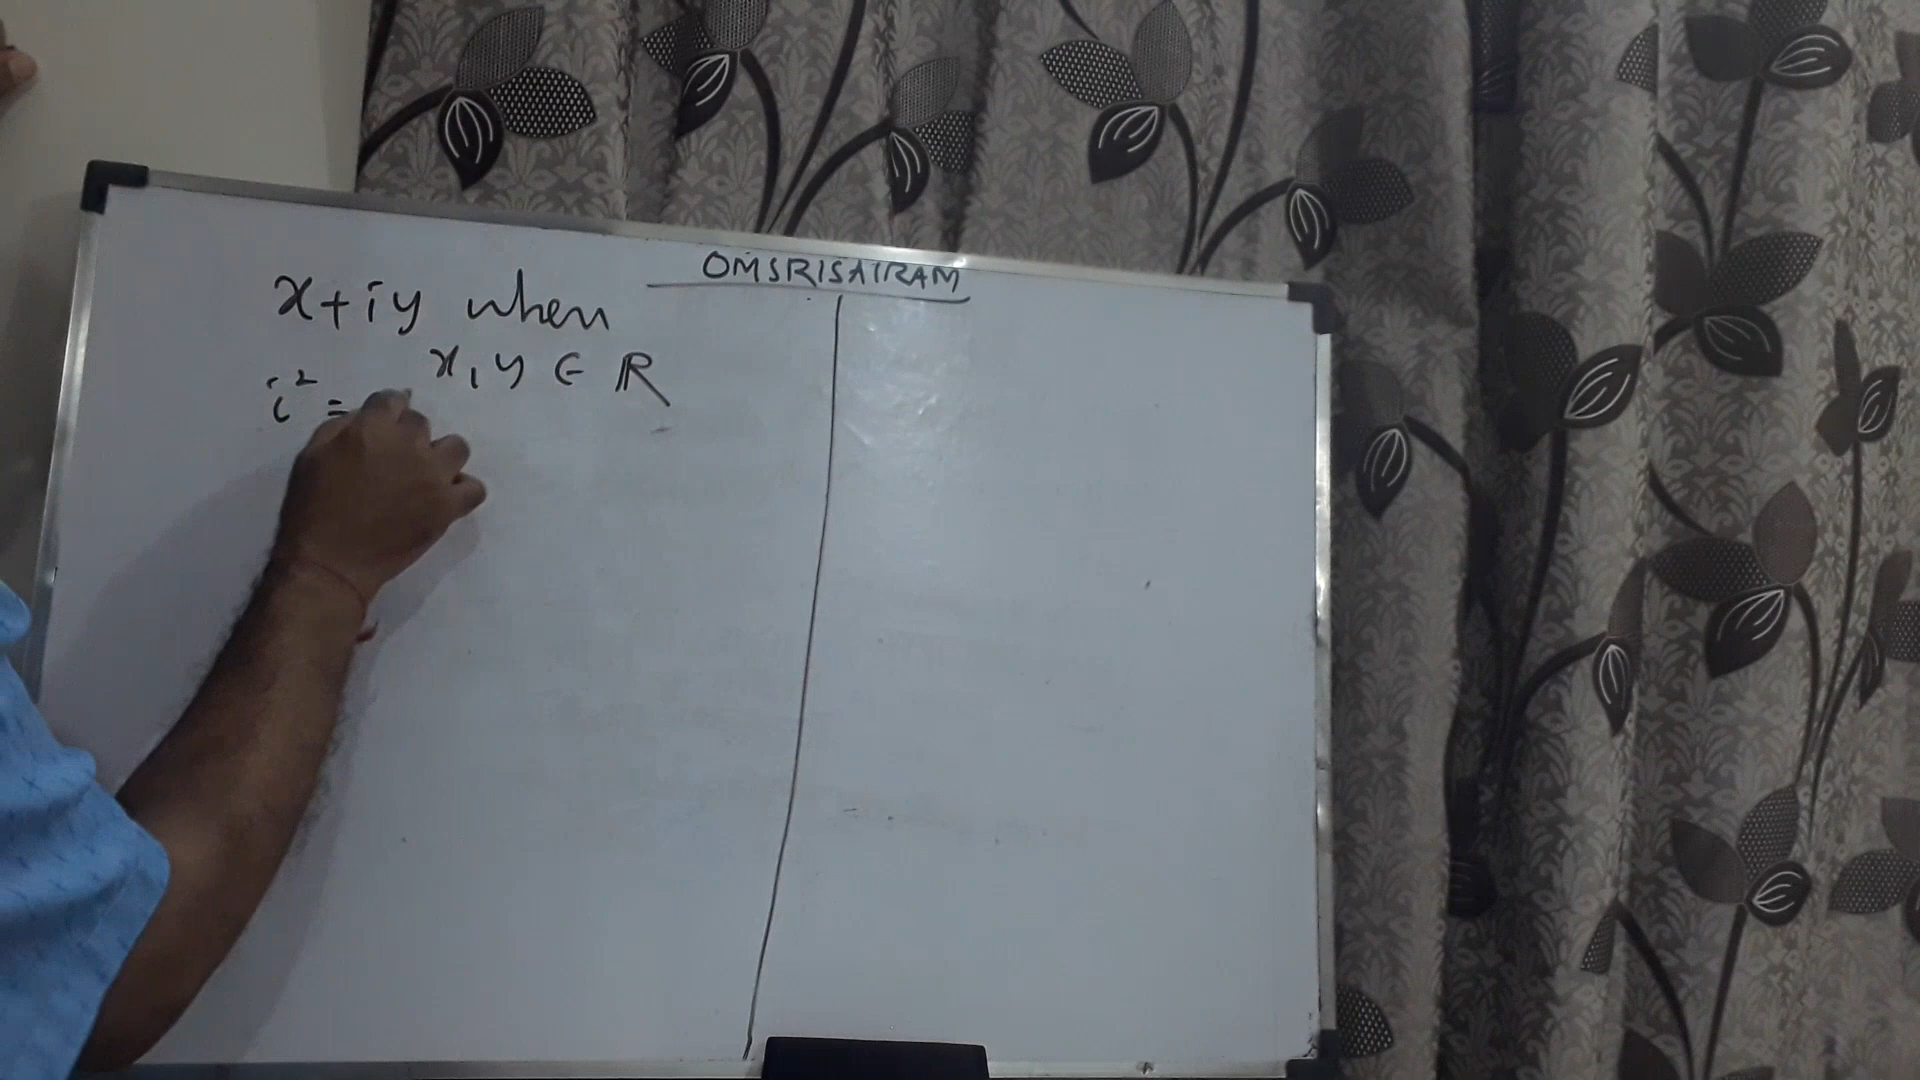 OMSRISAIRAM
x+iy when
x, y ∈ ℝ
i² =